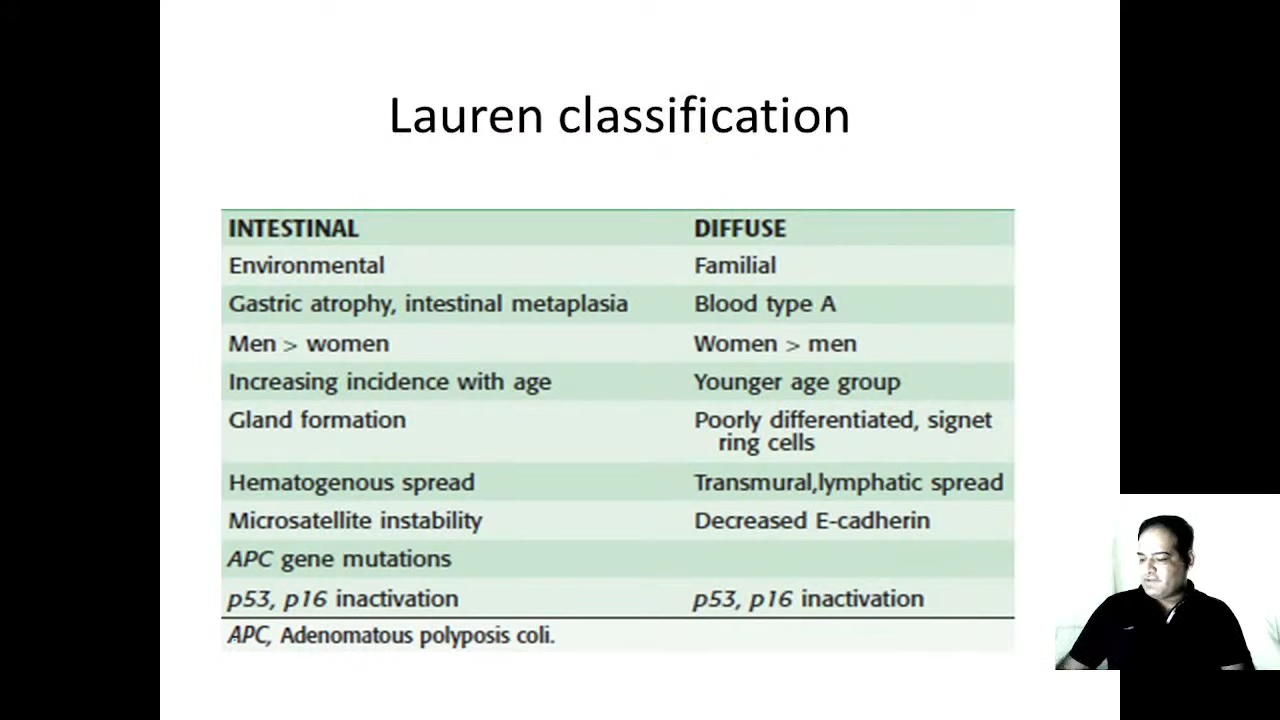 Lauren classification
INTESTINAL DIFFUSE
Environmental Familial
Gastric atrophy, intestinal metaplasia Blood type A
Men > women Women > men
Increasing incidence with age Younger age group
Gland formation Poorly differentiated, signet
ring cells
Hematogenous spread Transmural,lymphatic spread
Microsatellite instability Decreased E-cadherin
APC gene mutations
p53, p16 inactivation p53, p16 inactivation
APC, Adenomatous polyposis coli.